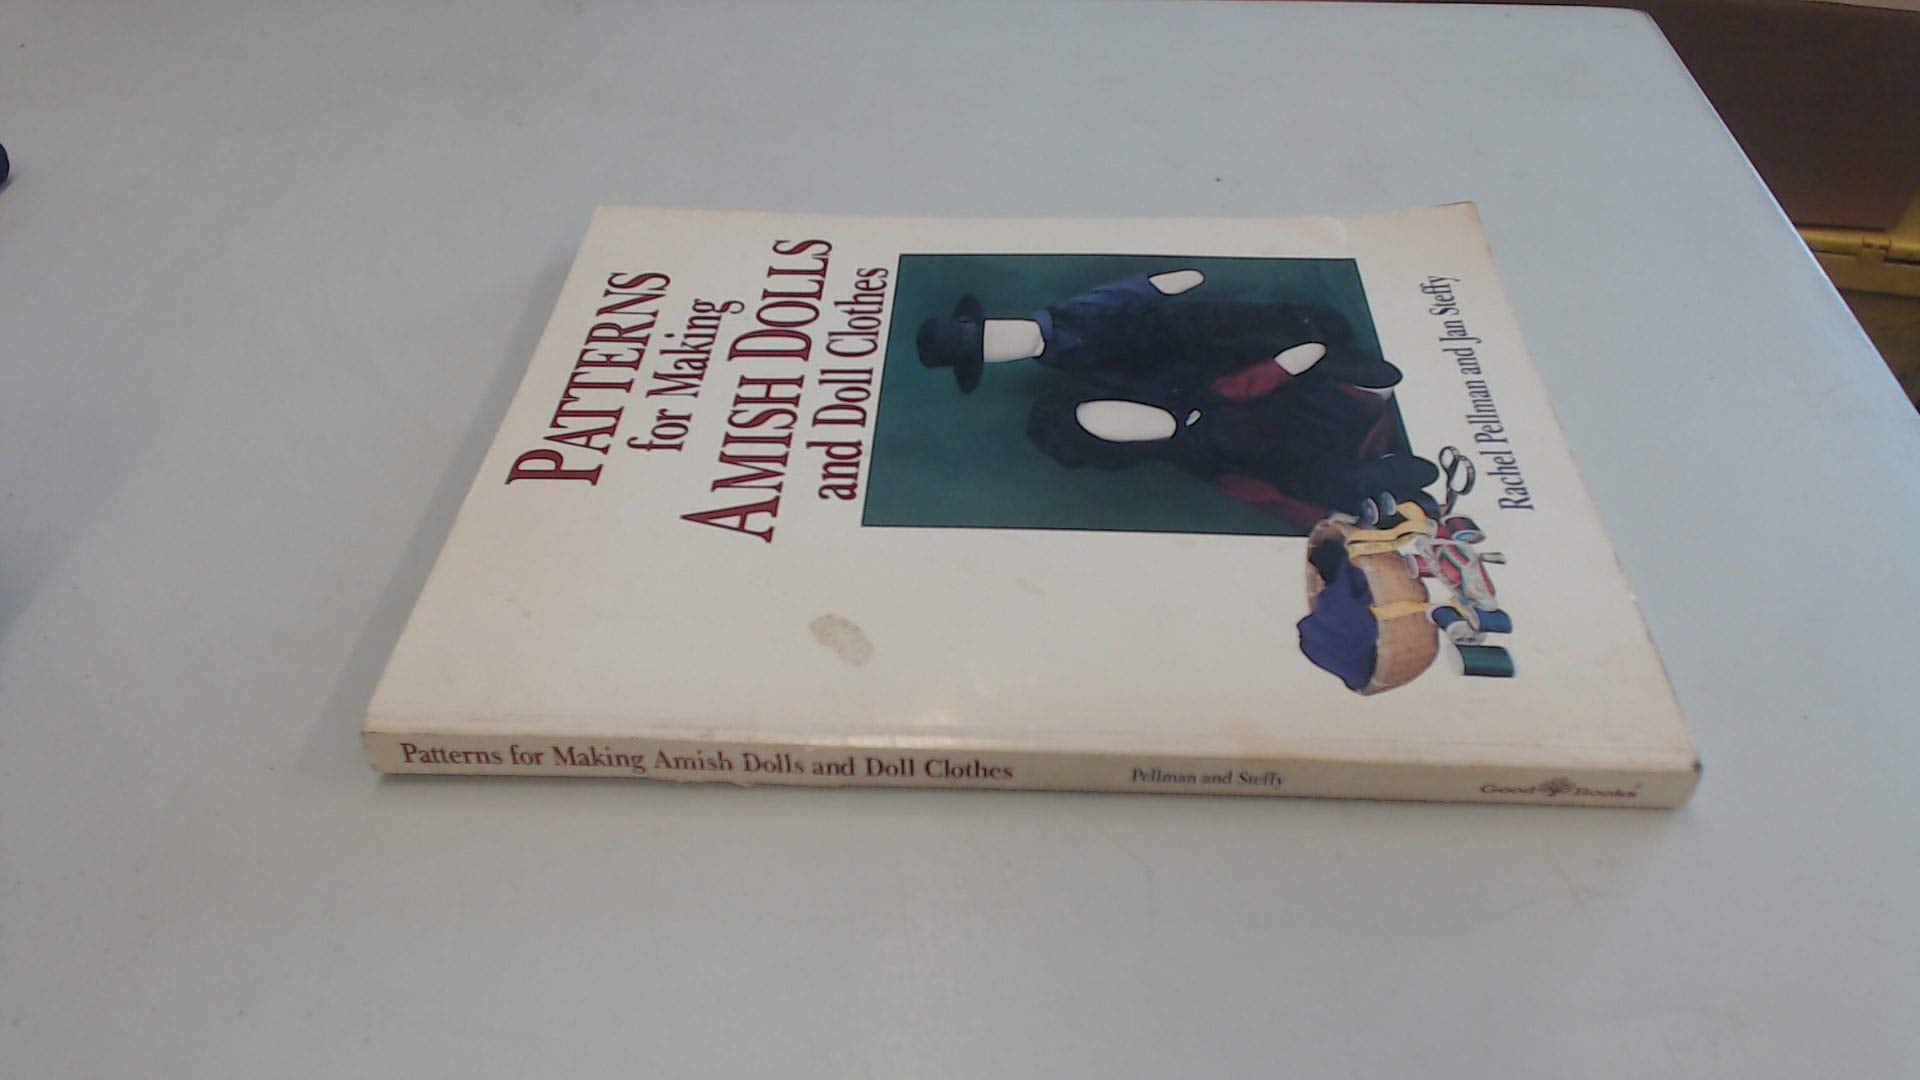 PATTERNS
for Making
AMISH DOLLS
and Doll Clothes
Rachel Pellman and Jan Steffy
Patterns for Making Amish Dolls and Doll Clothes
Pellman and Steffy
Good Books